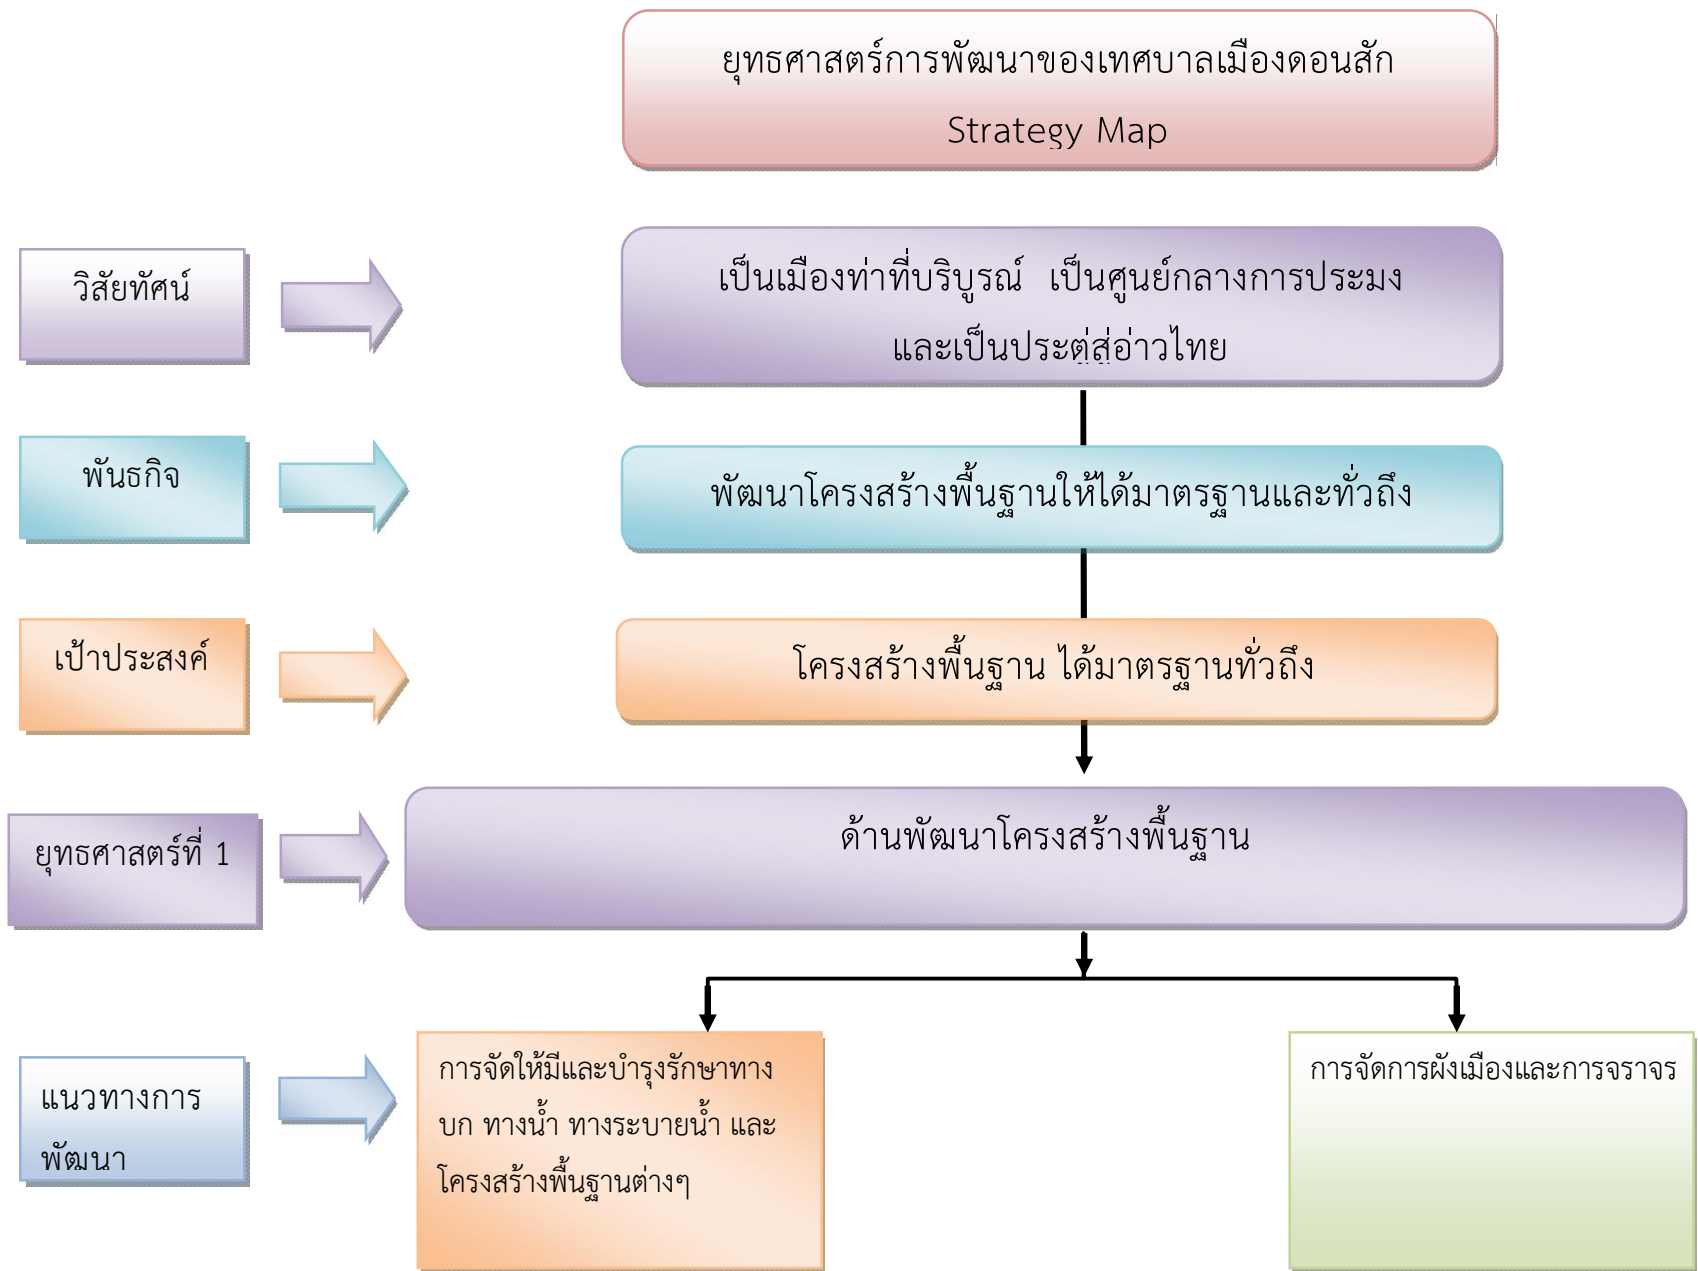 ยุทธศาสตร์การพัฒนาของเทศบาลเมืองดอนสัก
Strategy Map
วิสัยทัศน์
เป็นเมืองท่าที่บริบูรณ์ เป็นศูนย์กลางการประมง
และเป็นประตูสู่อ่าวไทย
พันธกิจ
พัฒนาโครงสร้างพื้นฐานให้ได้มาตรฐานและทั่วถึง
เป้าประสงค์
โครงสร้างพื้นฐาน ได้มาตรฐานทั่วถึง
ยุทธศาสตร์ที่ 1
ด้านพัฒนาโครงสร้างพื้นฐาน
แนวทางการ
พัฒนา
การจัดให้มีและบำรุงรักษาทาง
บก ทางน้ำ ทางระบายน้ำ และ
โครงสร้างพื้นฐานต่างๆ
การจัดการผังเมืองและการจราจร